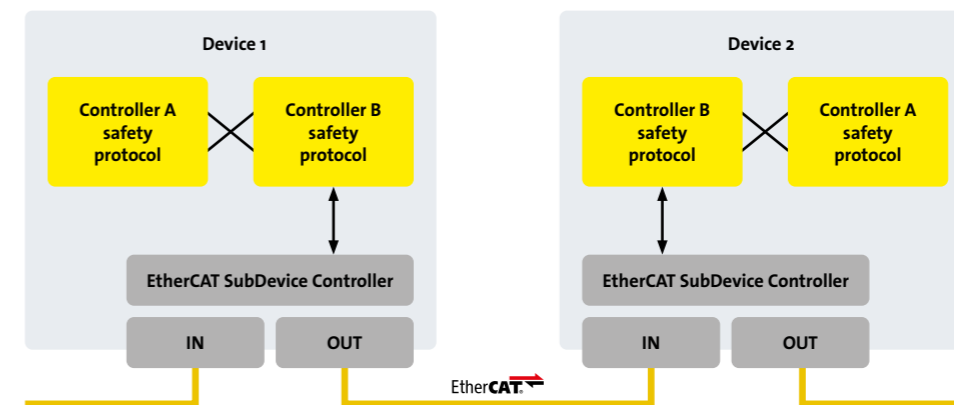 Device 1
Controller A
safety
protocol
Controller B
safety
protocol
EtherCAT SubDevice Controller
IN
OUT
EtherCAT®
Device 2
Controller B
safety
protocol
Controller A
safety
protocol
EtherCAT SubDevice Controller
IN
OUT